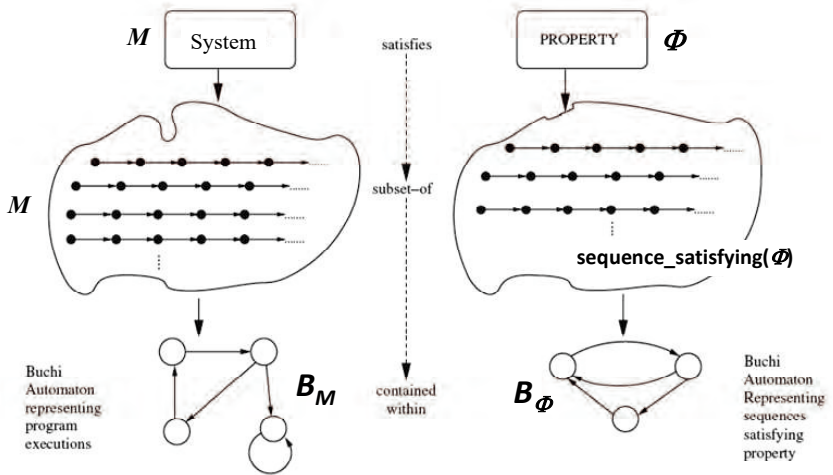 M
System
satisfies
PROPERTY
Φ
M
subset-of
sequence_satisfying(Φ)
Buchi
Automaton
representing
program
executions
B_M
contained
within
B_Φ
Buchi
Automaton
Representing
sequences
satisfying
property